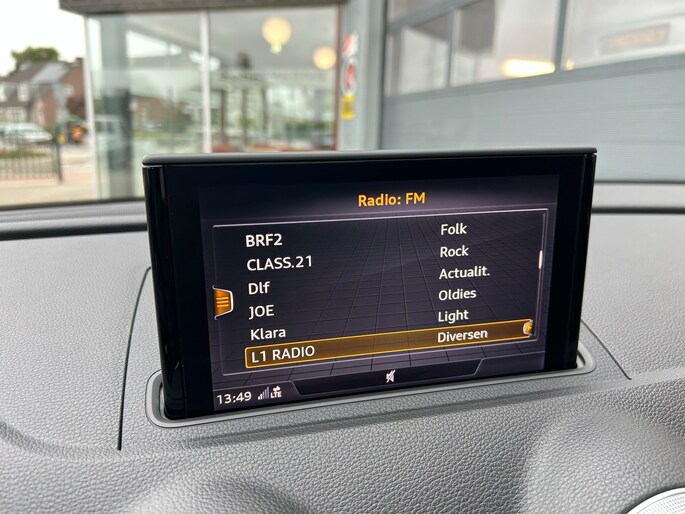 Radio: FM
BRF2 Folk
CLASS.21 Rock
Dlf Actualit.
JOE Oldies
Klara Light
L1 RADIO Diversen
13:49 LTE